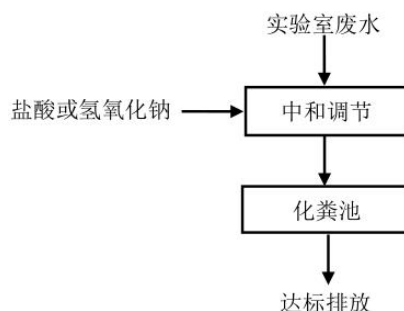 实验室废水
盐酸或氢氧化钠
中和调节
化粪池
达标排放